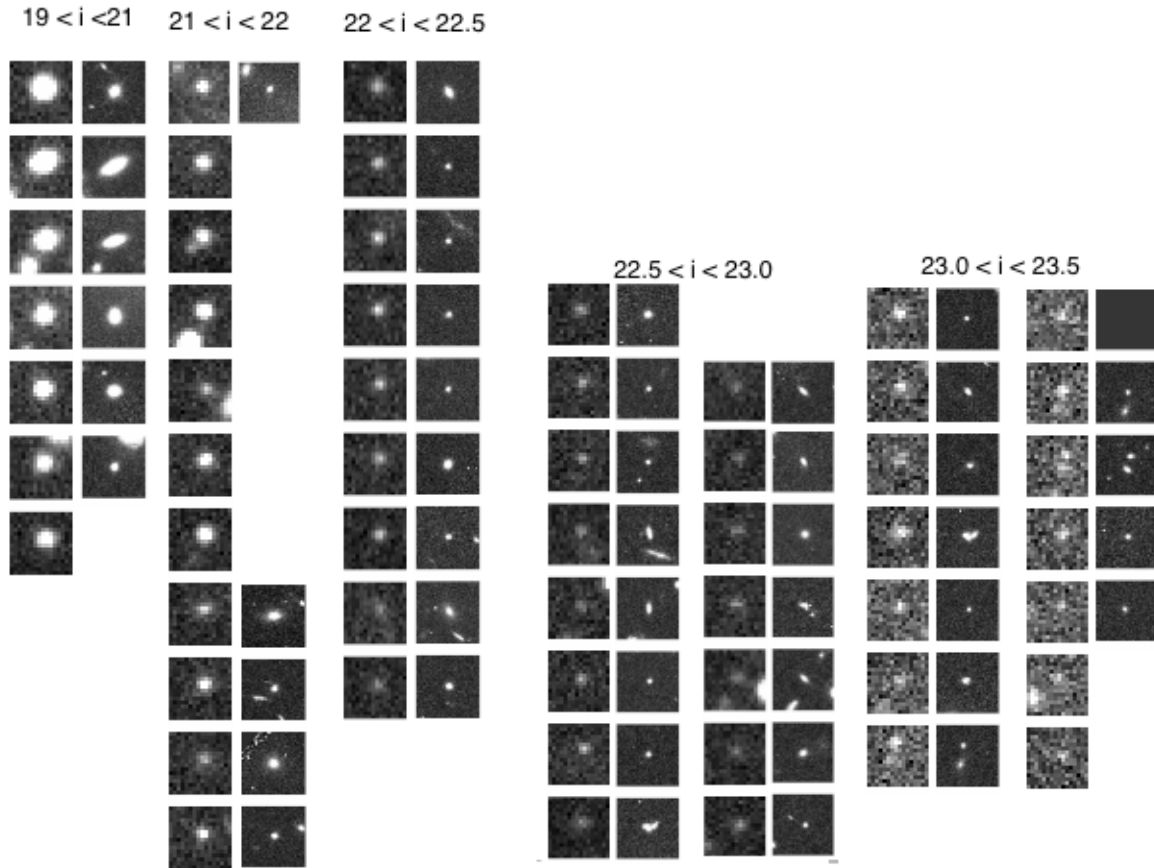 19 < i <21
21 < i < 22
22 < i < 22.5
22.5 < i < 23.0
23.0 < i < 23.5